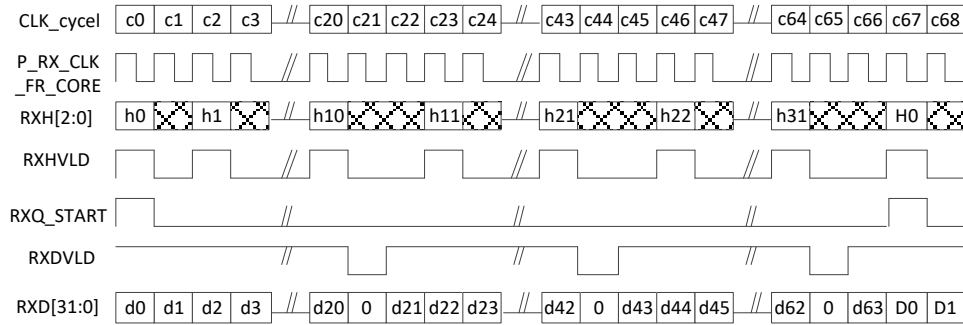 CLK_cycel c0 c1 c2 c3 c20 c21 c22 c23 c24 c43 c44 c45 c46 c47 c64 c65 c66 c67 c68
P_RX_CLK
_FR_CORE
RXH[2:0] h0 h1 h10 h11 h21 h22 h31 H0
RXHVLD
RXQ_START
RXDVLD
RXD[31:0] d0 d1 d2 d3 d20 0 d21 d22 d23 d42 0 d43 d44 d45 d62 0 d63 D0 D1